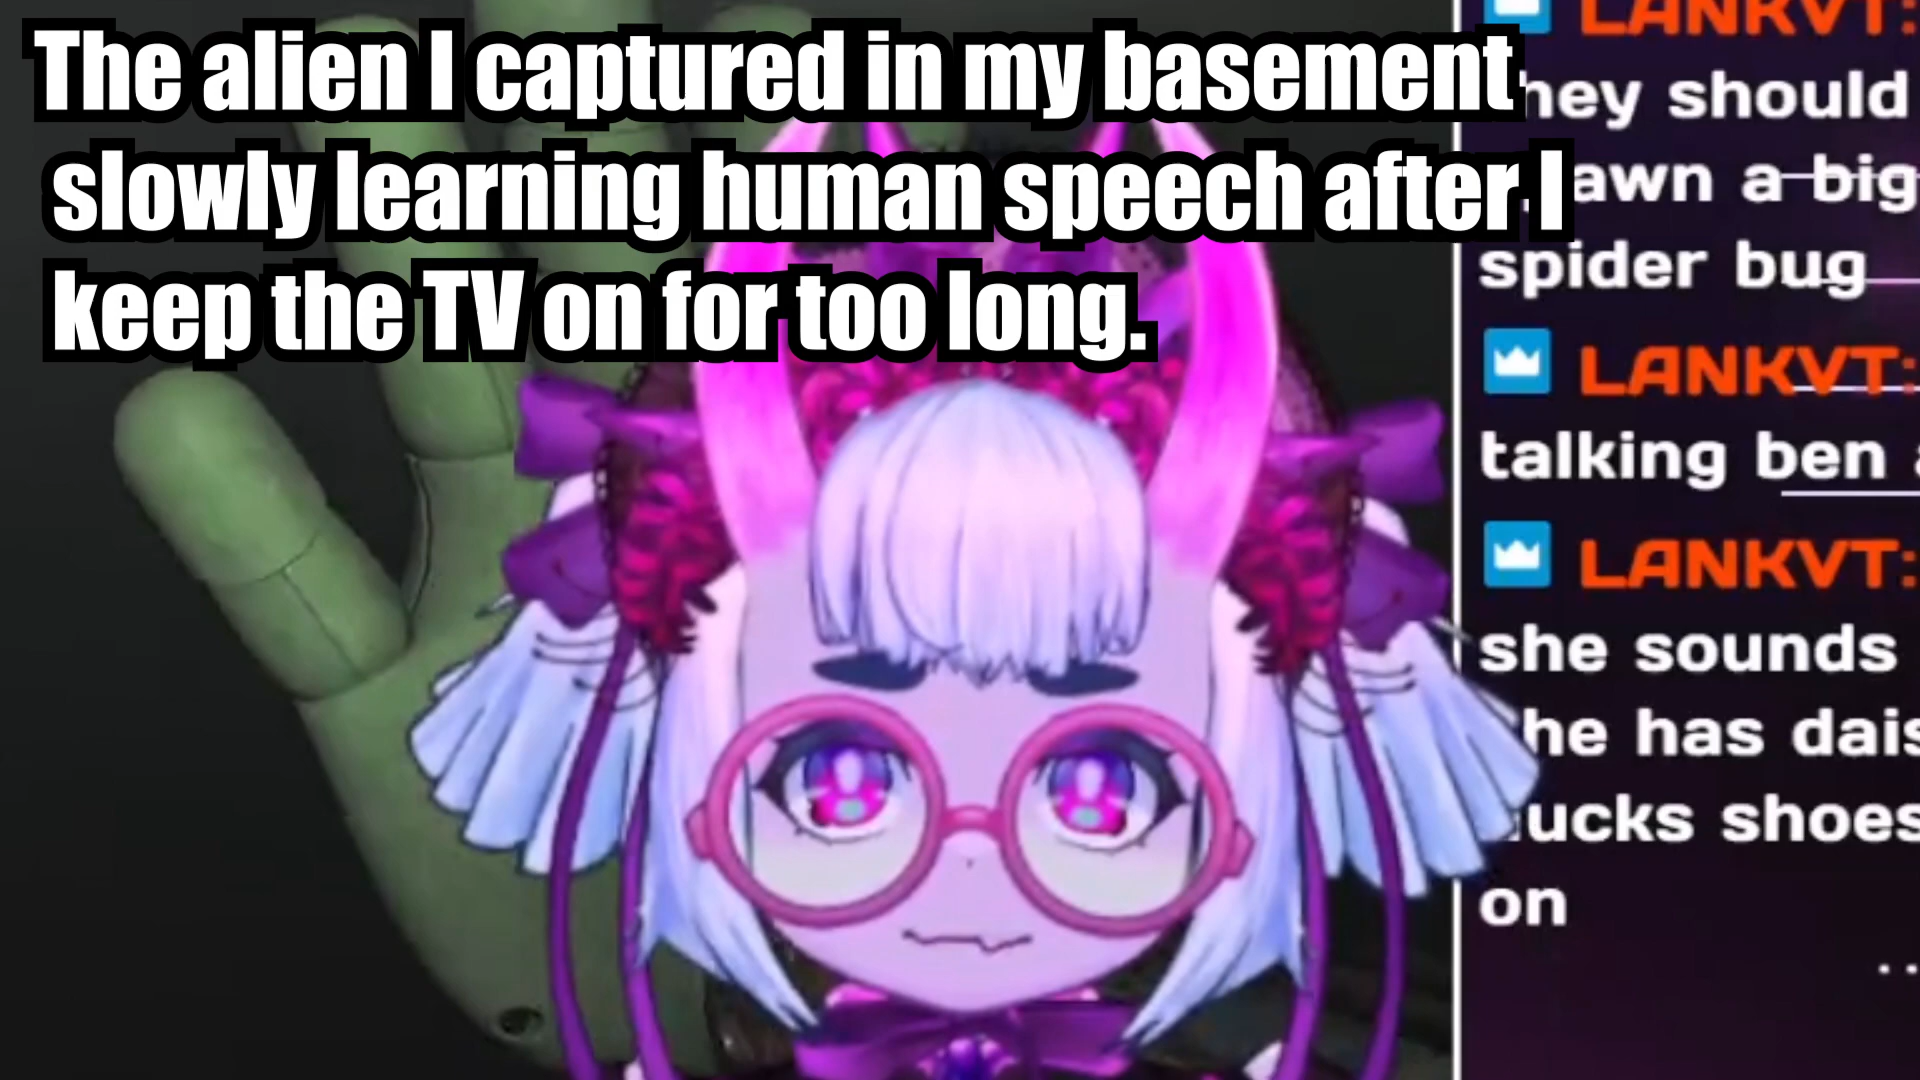 The alien I captured in my basement
slowly learning human speech after I
keep the TV on for too long.
LANKVT:
hey should
awn a big
spider bug
LANKVT:
talking ben
LANKVT:
she sounds
he has dais
ucks shoes
on
..